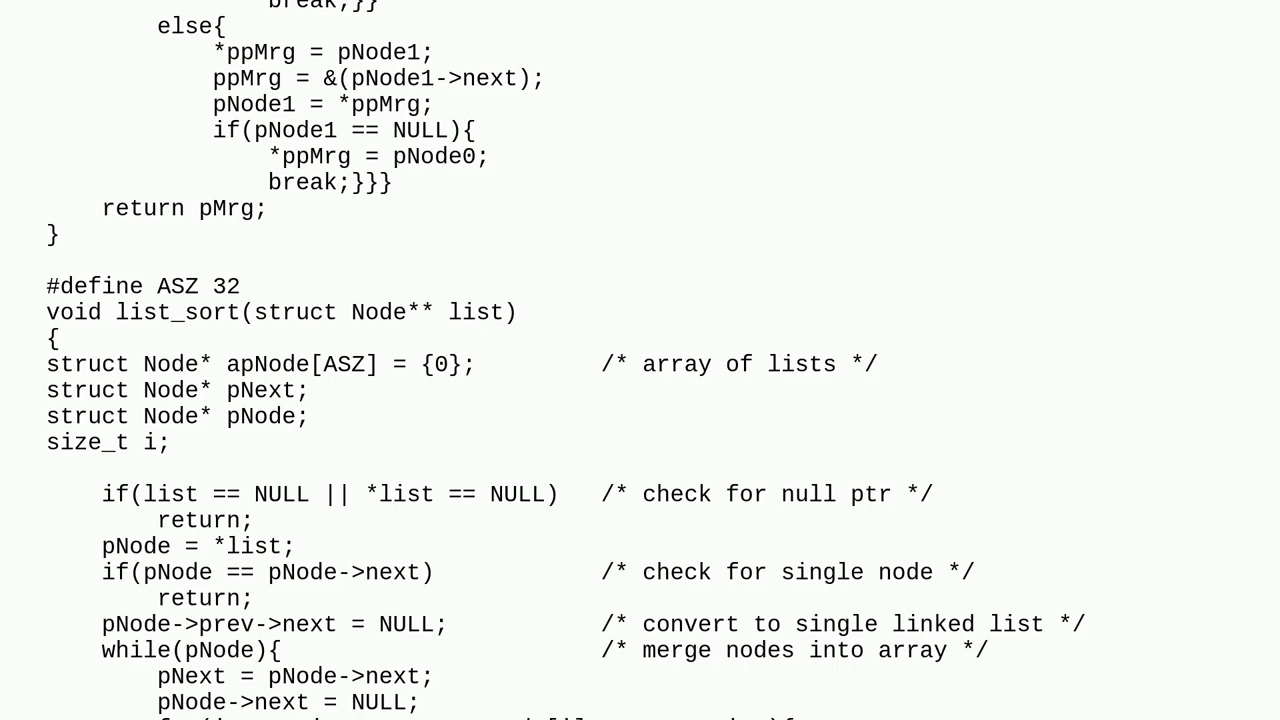 break;}}
        else{
            *ppMrg = pNode1;
            ppMrg = &(pNode1->next);
            pNode1 = *ppMrg;
            if(pNode1 == NULL){
                *ppMrg = pNode0;
                break;}}}
    return pMrg;
}

#define ASZ 32
void list_sort(struct Node** list)
{
struct Node* apNode[ASZ] = {0};         /* array of lists */
struct Node* pNext;
struct Node* pNode;
size_t i;

    if(list == NULL || *list == NULL)   /* check for null ptr */
        return;
    pNode = *list;
    if(pNode == pNode->next)            /* check for single node */
        return;
    pNode->prev->next = NULL;           /* convert to single linked list */
    while(pNode){                       /* merge nodes into array */
        pNext = pNode->next;
        pNode->next = NULL;